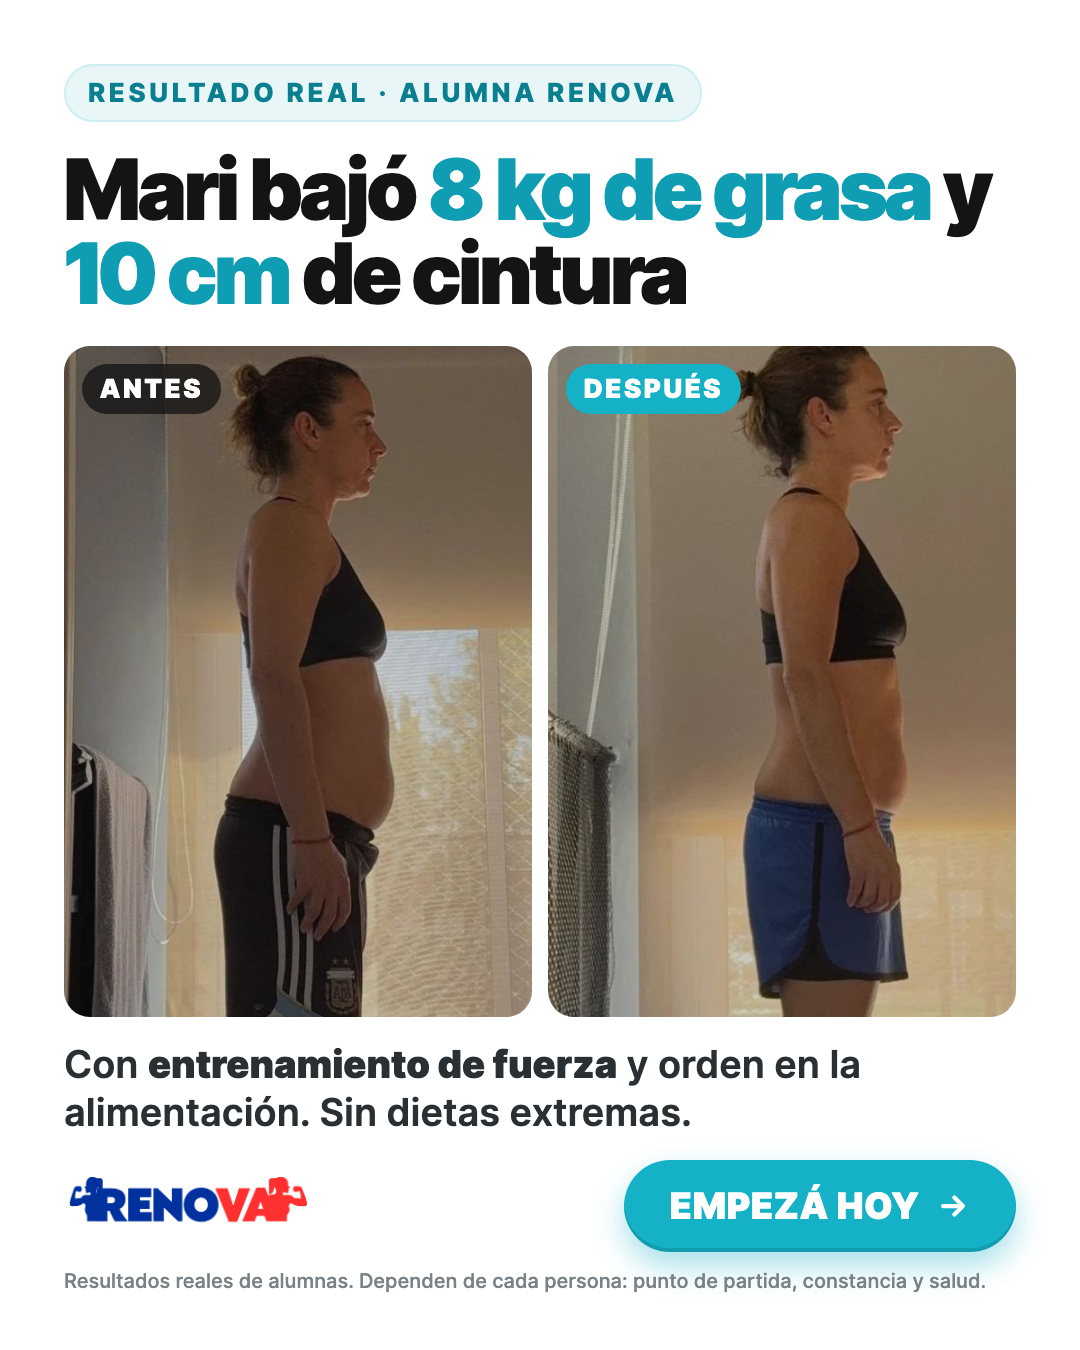 RESULTADO REAL · ALUMNA RENOVA
Mari bajó 8 kg de grasa y
10 cm de cintura
ANTES
DESPUÉS
Con entrenamiento de fuerza y orden en la
alimentación. Sin dietas extremas.
RENOVA
EMPEZÁ HOY →
Resultados reales de alumnas. Dependen de cada persona: punto de partida, constancia y salud.